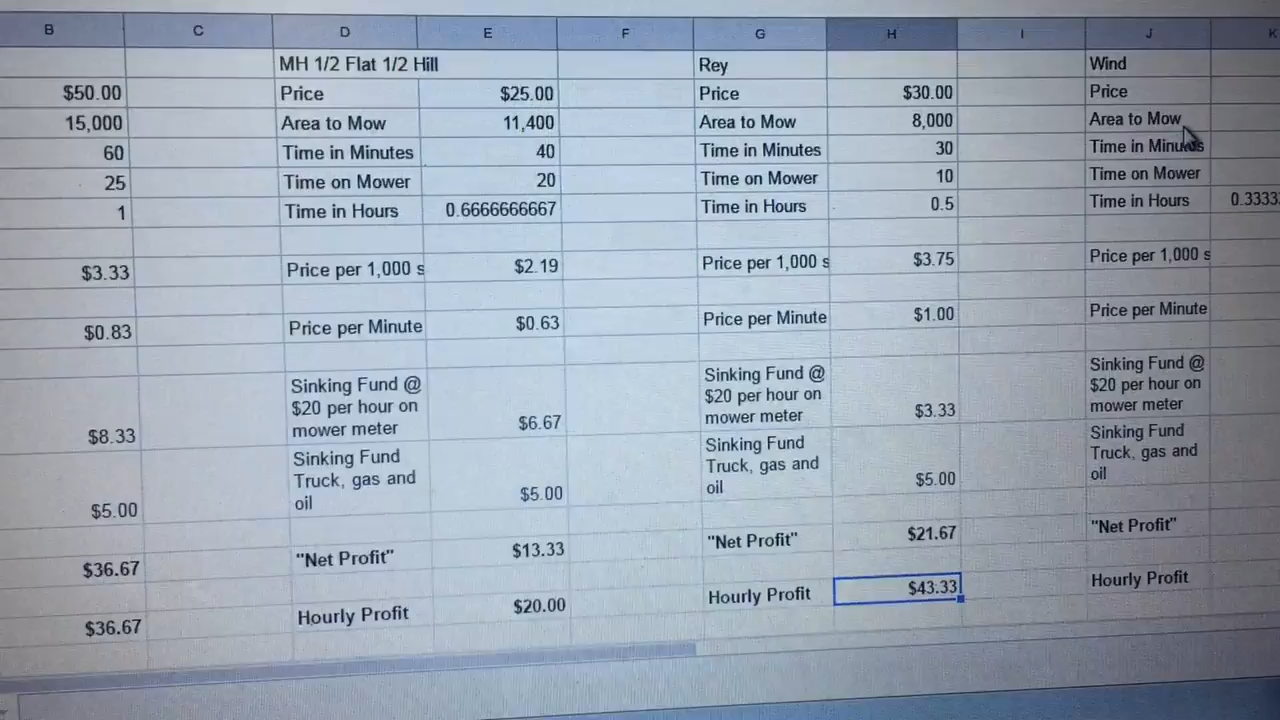 B C D E F G H I J K
MH 1/2 Flat 1/2 Hill Rey Wind
$50.00 Price $25.00 Price $30.00 Price
15,000 Area to Mow 11,400 Area to Mow 8,000 Area to Mow
60 Time in Minutes 40 Time in Minutes 30 Time in Minutes
25 Time on Mower 20 Time on Mower 10 Time on Mower
1 Time in Hours 0.6666666667 Time in Hours 0.5 Time in Hours 0.3333
$3.33 Price per 1,000 s $2.19 Price per 1,000 s $3.75 Price per 1,000 s
$0.83 Price per Minute $0.63 Price per Minute $1.00 Price per Minute
Sinking Fund @ Sinking Fund @ Sinking Fund @
$20 per hour on $20 per hour on $20 per hour on
$8.33 mower meter $6.67 mower meter $3.33 mower meter
Sinking Fund Sinking Fund Sinking Fund
Truck, gas and Truck, gas and Truck, gas and
$5.00 oil $5.00 oil $5.00 oil
$36.67 "Net Profit" $13.33 "Net Profit" $21.67 "Net Profit"
$36.67 Hourly Profit $20.00 Hourly Profit $43.33 Hourly Profit